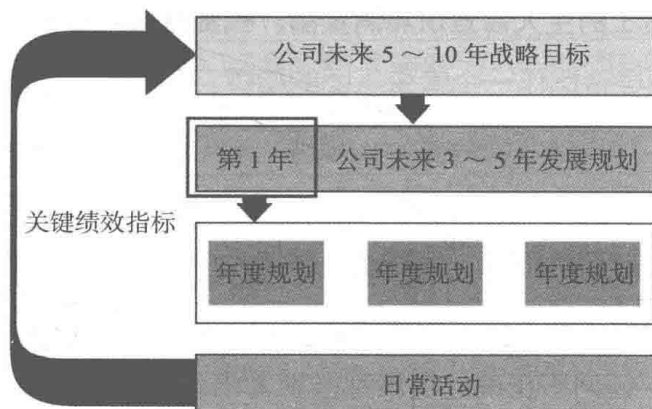 公司未来 5 ～ 10 年战略目标
第 1 年 公司未来 3 ～ 5 年发展规划
关键绩效指标
年度规划 年度规划 年度规划
日常活动